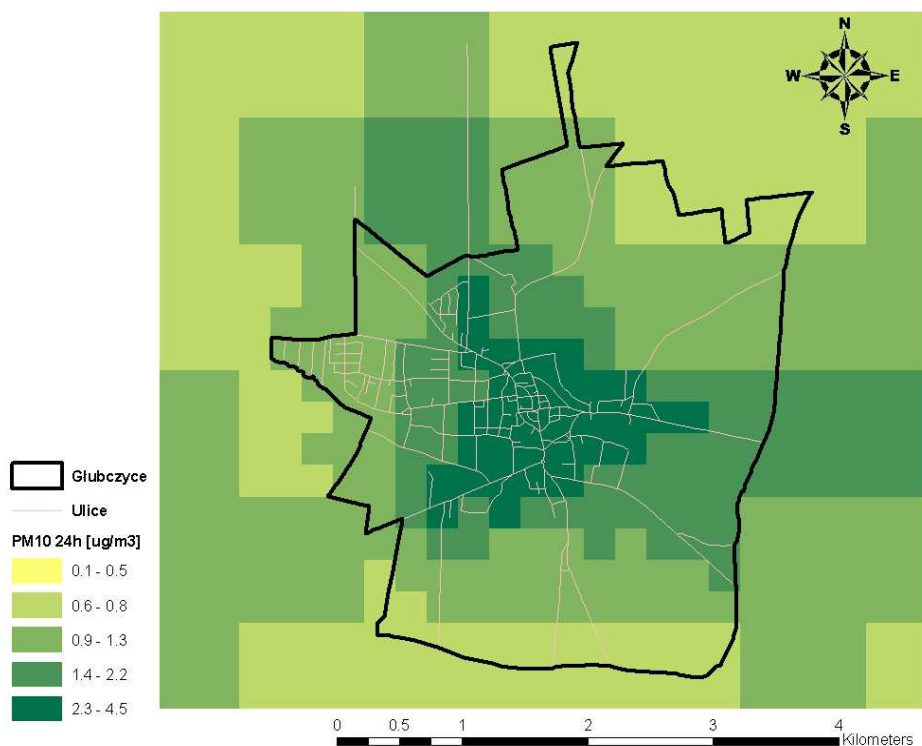 N
W E
S
Głubczyce
Ulice
PM10 24h [ug/m3]
0.1 - 0.5
0.6 - 0.8
0.9 - 1.3
1.4 - 2.2
2.3 - 4.5
0 0.5 1 2 3 4
Kilometers